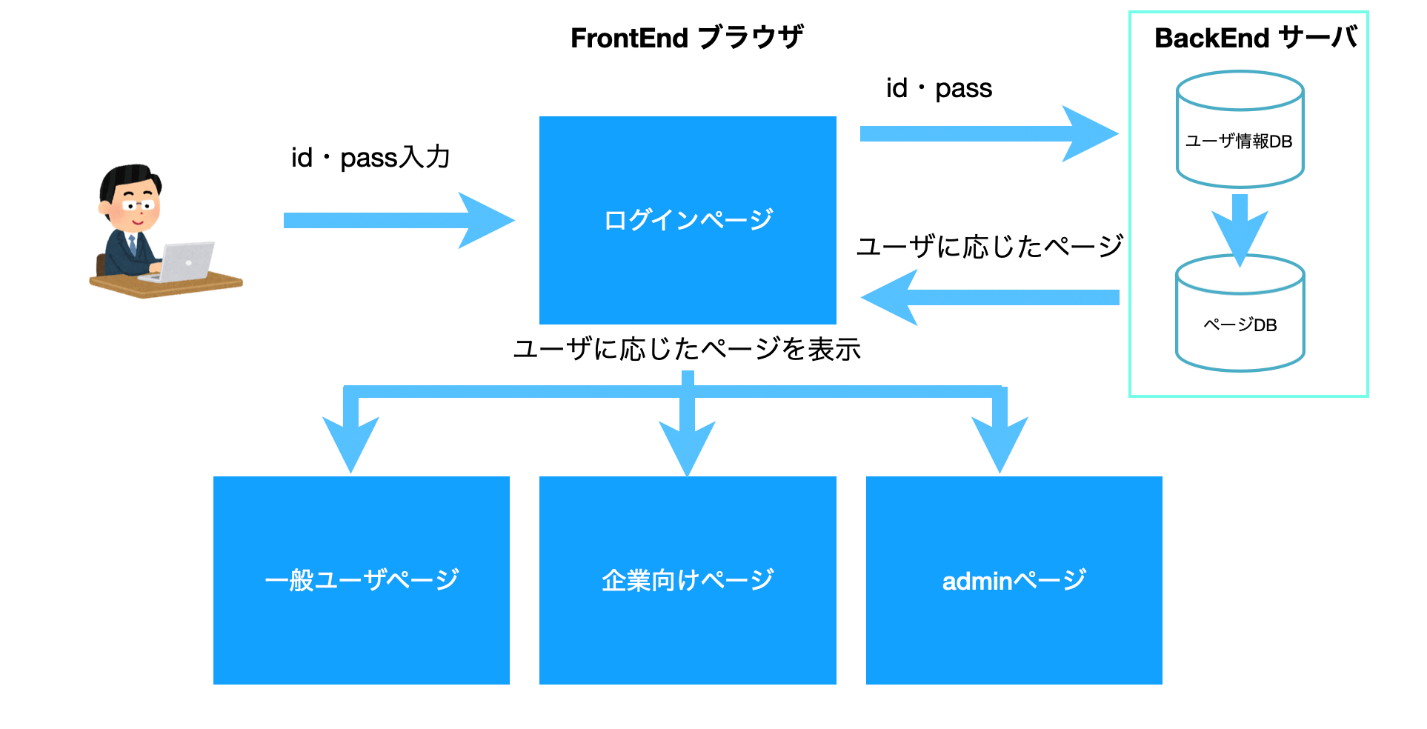 FrontEnd ブラウザ
BackEnd サーバ
id・pass
id・pass入力
ユーザ情報DB
ログインページ
ユーザに応じたページ
ページDB
ユーザに応じたページを表示
一般ユーザページ
企業向けページ
adminページ